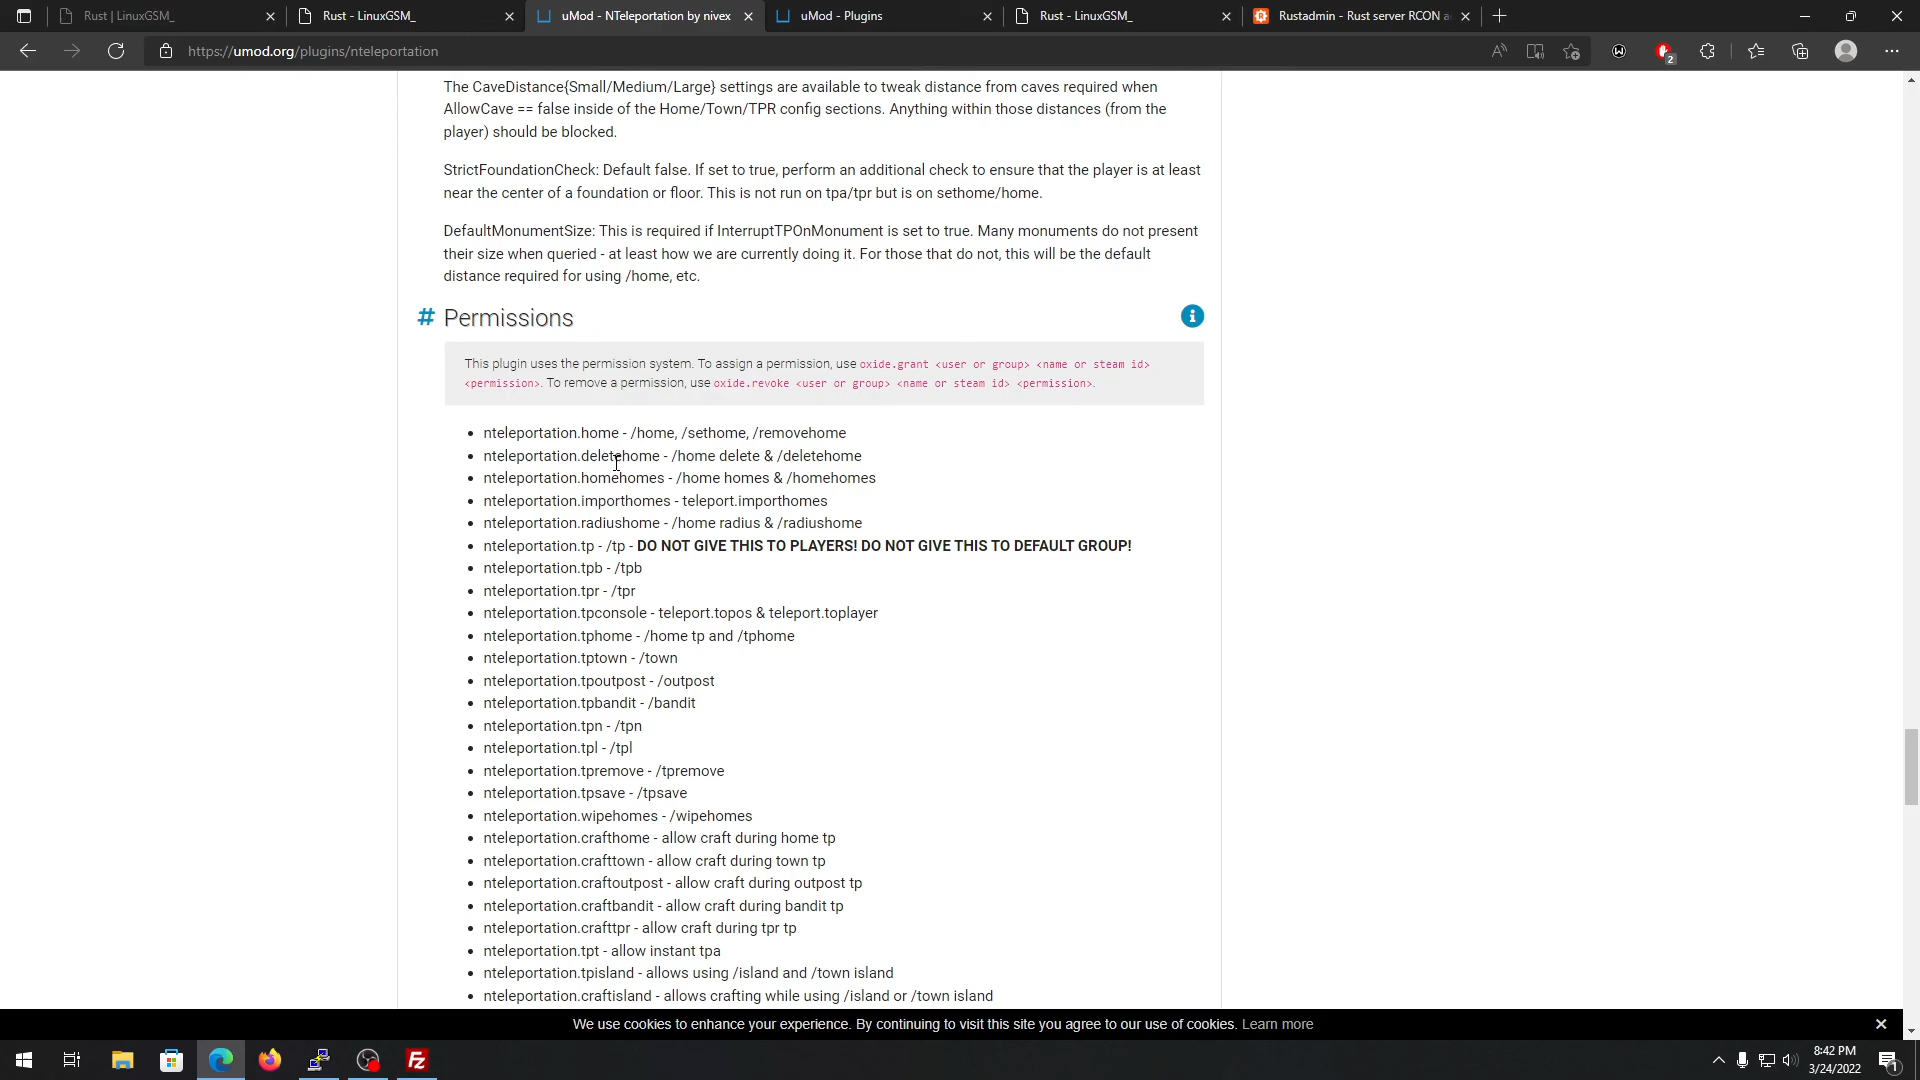 Rust | LinuxGSM_
Rust - LinuxGSM_
uMod - NTeleportation by nivex
uMod - Plugins
Rust - LinuxGSM_
Rustadmin - Rust server RCON a
https://umod.org/plugins/nteleportation
2
The CaveDistance{Small/Medium/Large} settings are available to tweak distance from caves required when
AllowCave == false inside of the Home/Town/TPR config sections. Anything within those distances (from the
player) should be blocked.
StrictFoundationCheck: Default false. If set to true, perform an additional check to ensure that the player is at least
near the center of a foundation or floor. This is not run on tpa/tpr but is on sethome/home.
DefaultMonumentSize: This is required if InterruptTPOnMonument is set to true. Many monuments do not present
their size when queried - at least how we are currently doing it. For those that do not, this will be the default
distance required for using /home, etc.
# Permissions
This plugin uses the permission system. To assign a permission, use oxide.grant <user or group> <name or steam id>
<permission>. To remove a permission, use oxide.revoke <user or group> <name or steam id> <permission>.
• nteleportation.home - /home, /sethome, /removehome
• nteleportation.deletehome - /home delete & /deletehome
• nteleportation.homehomes - /home homes & /homehomes
• nteleportation.importhomes - teleport.importhomes
• nteleportation.radiushome - /home radius & /radiushome
• nteleportation.tp - /tp - DO NOT GIVE THIS TO PLAYERS! DO NOT GIVE THIS TO DEFAULT GROUP!
• nteleportation.tpb - /tpb
• nteleportation.tpr - /tpr
• nteleportation.tpconsole - teleport.topos & teleport.toplayer
• nteleportation.tphome - /home tp and /tphome
• nteleportation.tptown - /town
• nteleportation.tpoutpost - /outpost
• nteleportation.tpbandit - /bandit
• nteleportation.tpn - /tpn
• nteleportation.tpl - /tpl
• nteleportation.tpremove - /tpremove
• nteleportation.tpsave - /tpsave
• nteleportation.wipehomes - /wipehomes
• nteleportation.crafthome - allow craft during home tp
• nteleportation.crafttown - allow craft during town tp
• nteleportation.craftoutpost - allow craft during outpost tp
• nteleportation.craftbandit - allow craft during bandit tp
• nteleportation.crafttpr - allow craft during tpr tp
• nteleportation.tpt - allow instant tpa
• nteleportation.tpisland - allows using /island and /town island
• nteleportation.craftisland - allows crafting while using /island or /town island
We use cookies to enhance your experience. By continuing to visit this site you agree to our use of cookies. Learn more
8:42 PM
3/24/2022
1